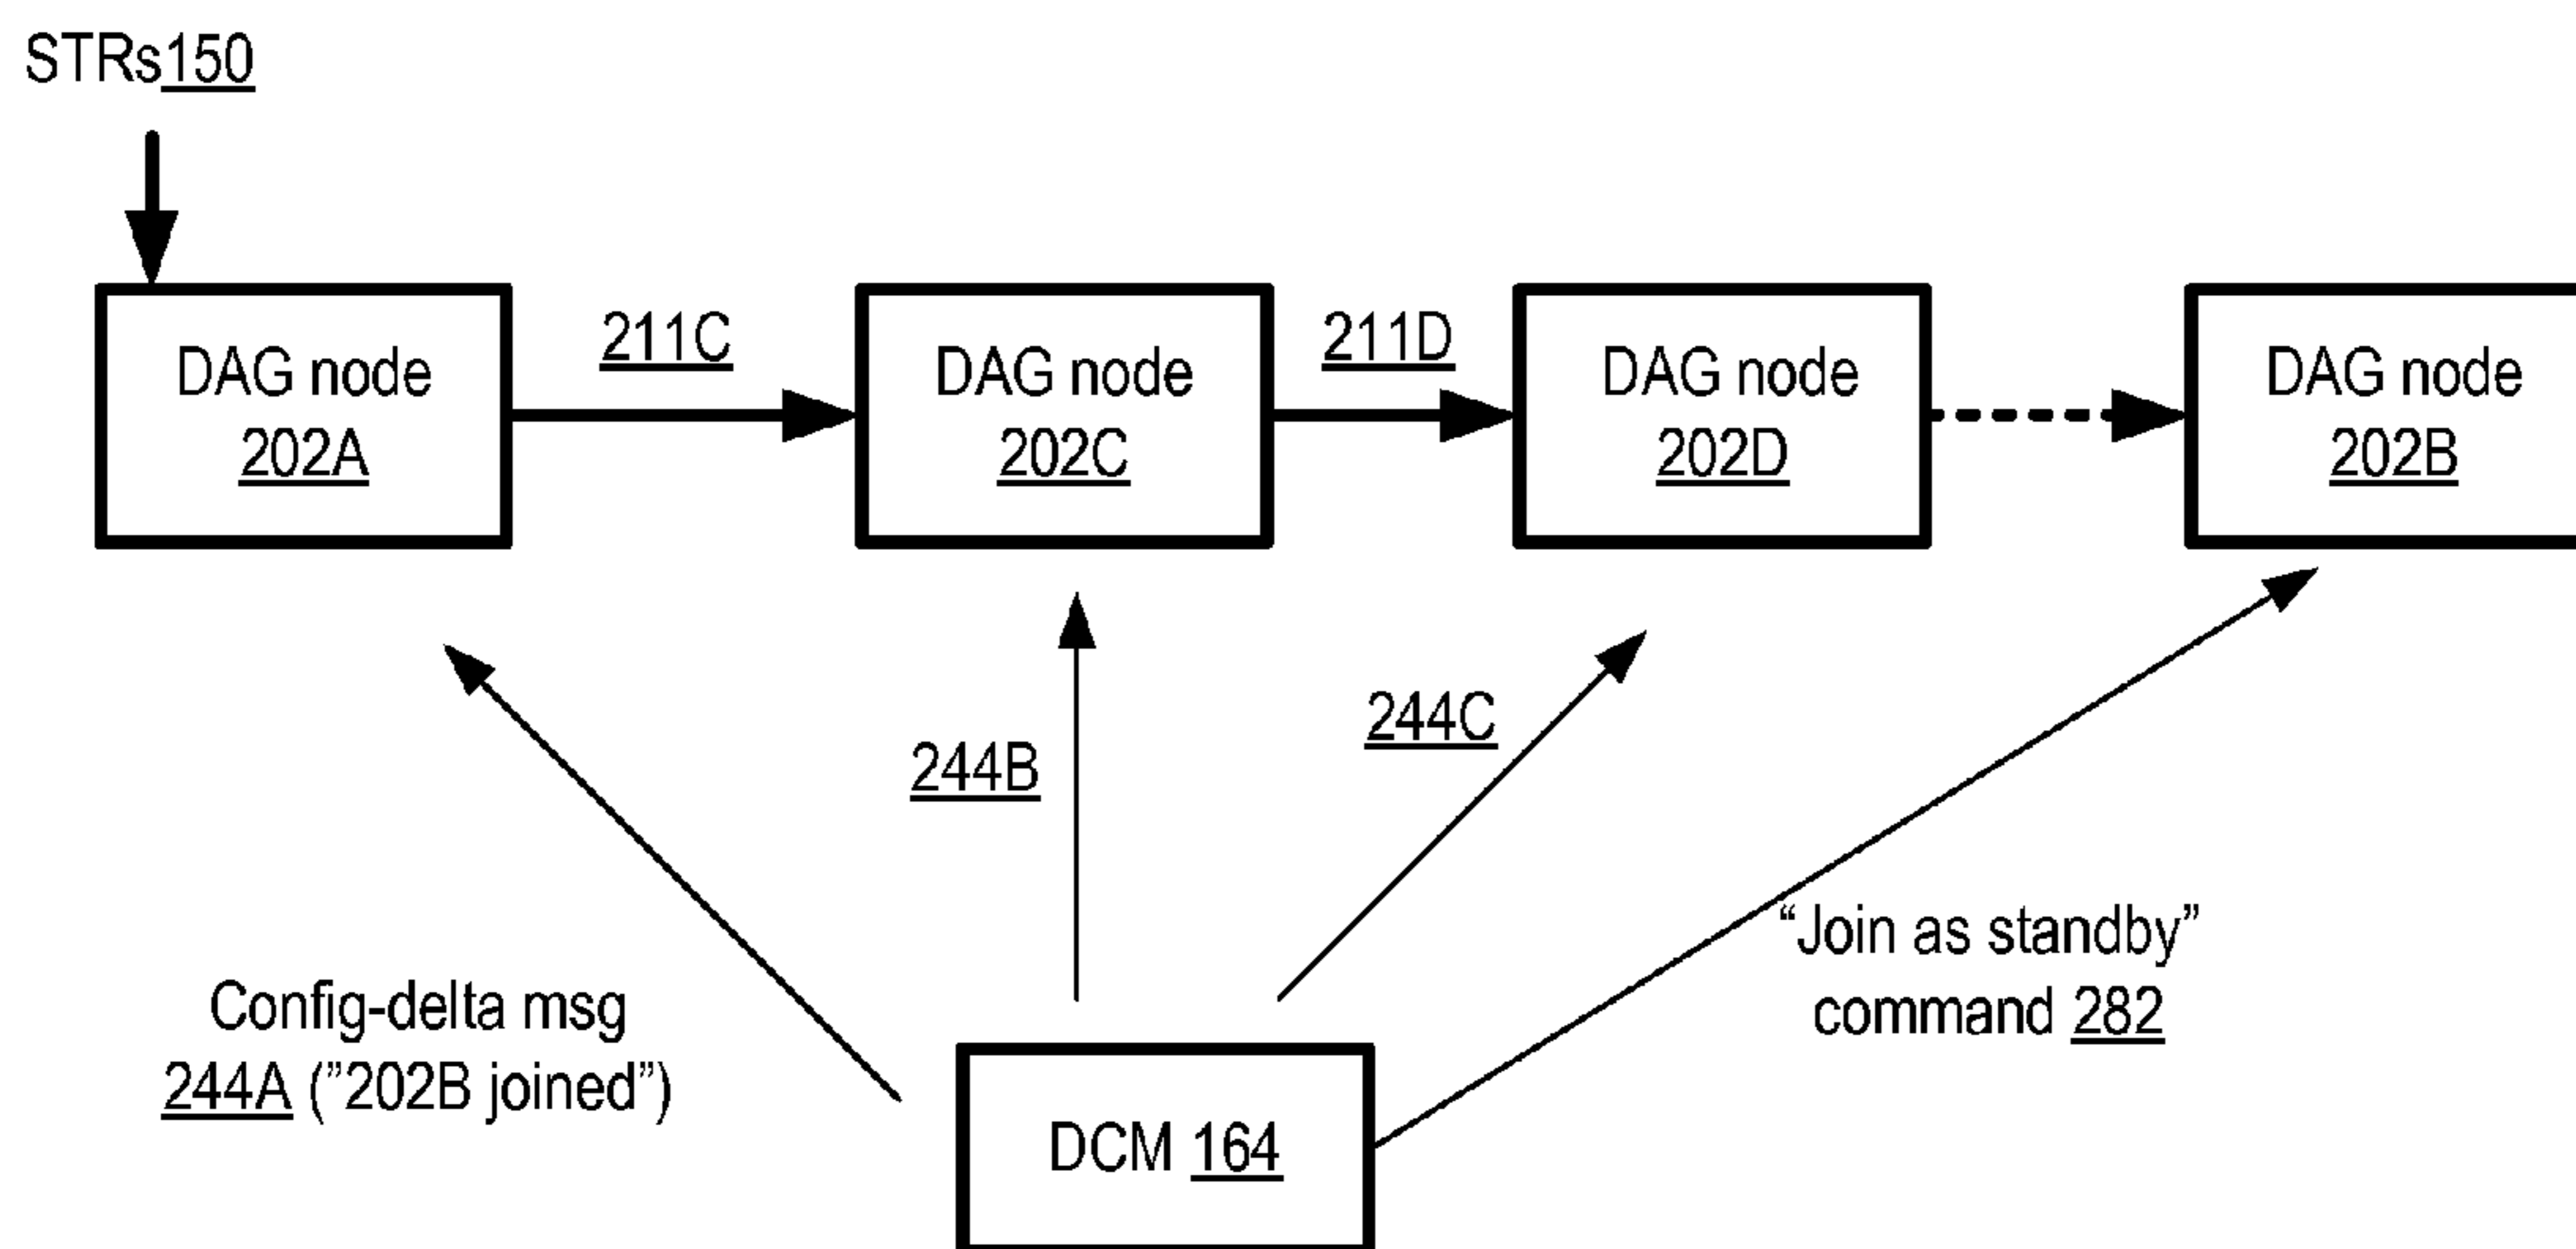 STRs150
211C
211D
DAG node
202A
DAG node
202C
DAG node
202D
DAG node
202B
244B
244C
Config-delta msg
244A (”202B joined”)
“Join as standby”
command 282
DCM 164